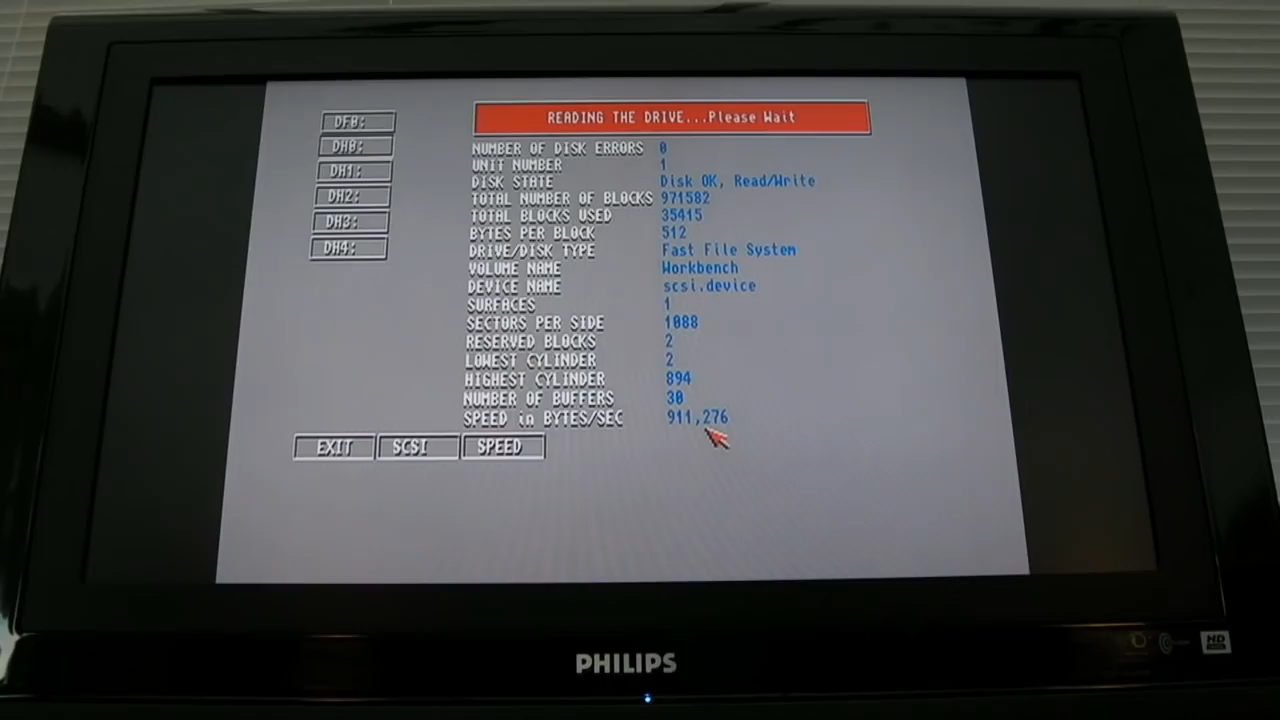 DF0:
DH0:
DH1:
DH2:
DH3:
DH4:
READING THE DRIVE...Please Wait
NUMBER OF DISK ERRORS 0
UNIT NUMBER 1
DISK STATE Disk OK, Read/Write
TOTAL NUMBER OF BLOCKS 971582
TOTAL BLOCKS USED 35415
BYTES PER BLOCK 512
DRIVE/DISK TYPE Fast File System
VOLUME NAME Workbench
DEVICE NAME scsi.device
SURFACES 1
SECTORS PER SIDE 1088
RESERVED BLOCKS 2
LOWEST CYLINDER 2
HIGHEST CYLINDER 894
NUMBER OF BUFFERS 30
SPEED in BYTES/SEC 911,276
EXIT SCSI SPEED
PHILIPS
HD